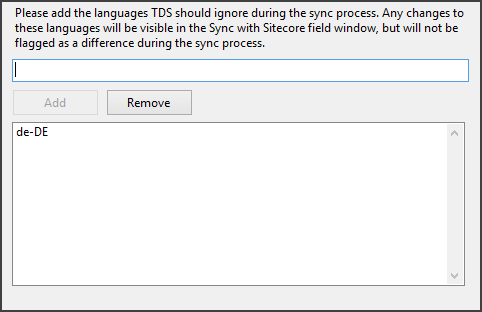 Please add the languages TDS should ignore during the sync process. Any changes to
these languages will be visible in the Sync with Sitecore field window, but will not be
flagged as a difference during the sync process.
Add
Remove
de-DE